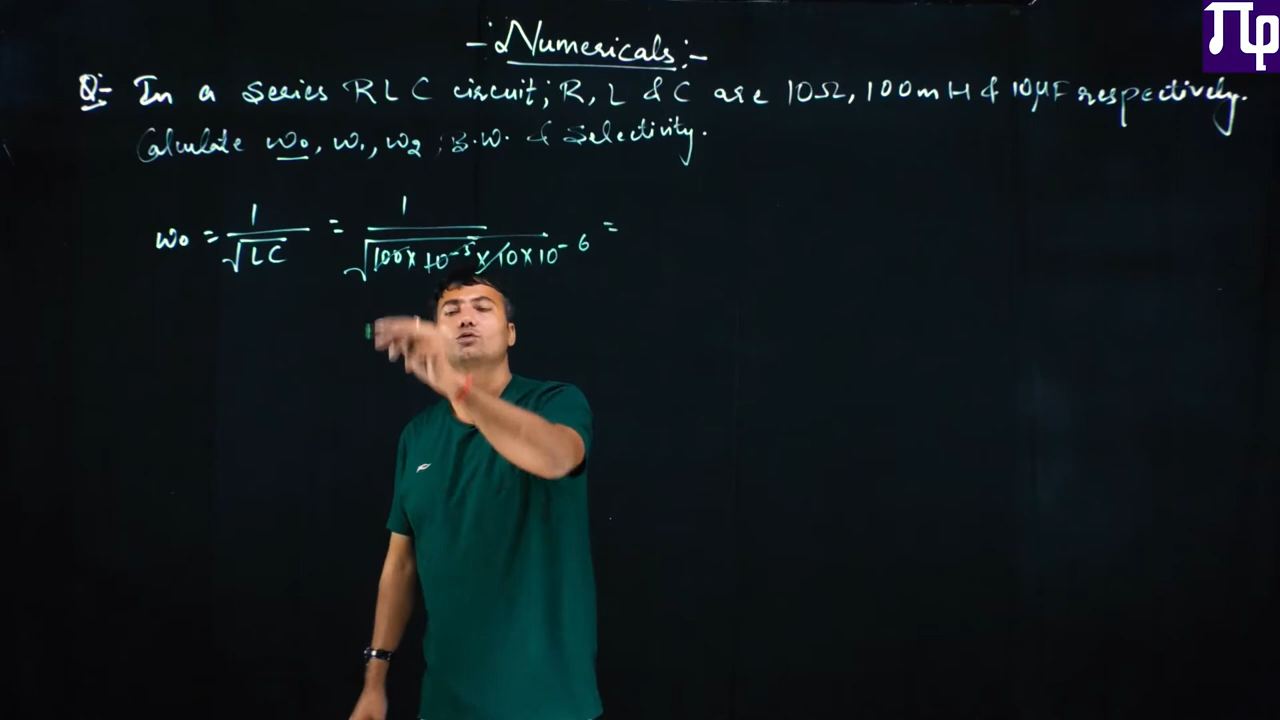 Πφ
-:Numericals:-
Q:- In a series RLC circuit; R, L & C are 10Ω, 100mH & 10μF respectively.
Calculate ω₀, ω₁, ω₂, B.W. & Selectivity.
ω₀ = 1/√LC = 1/√100×10⁻³×10×10⁻⁶ =